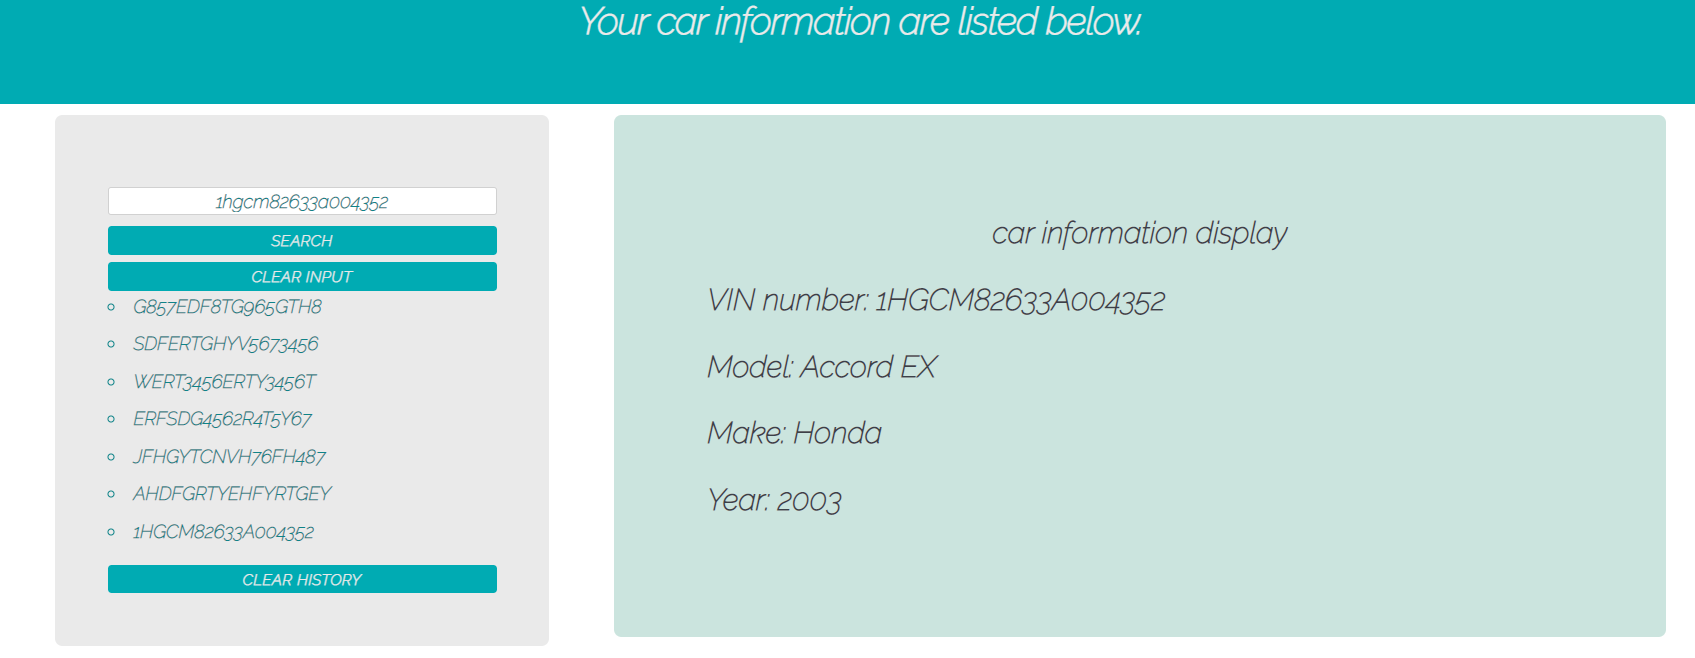 Your car information are listed below.
1hgcm82633a004352
SEARCH
CLEAR INPUT
G857EDF8TG965GTH8
SDFERTGHYV5673456
WERT3456ERTY3456T
ERFSDG4562R4T5Y67
JFHGYTCNVH76FH487
AHDFGRTYEHFYRTGEY
1HGCM82633A004352
CLEAR HISTORY
car information display
VIN number: 1HGCM82633A004352
Model: Accord EX
Make: Honda
Year: 2003